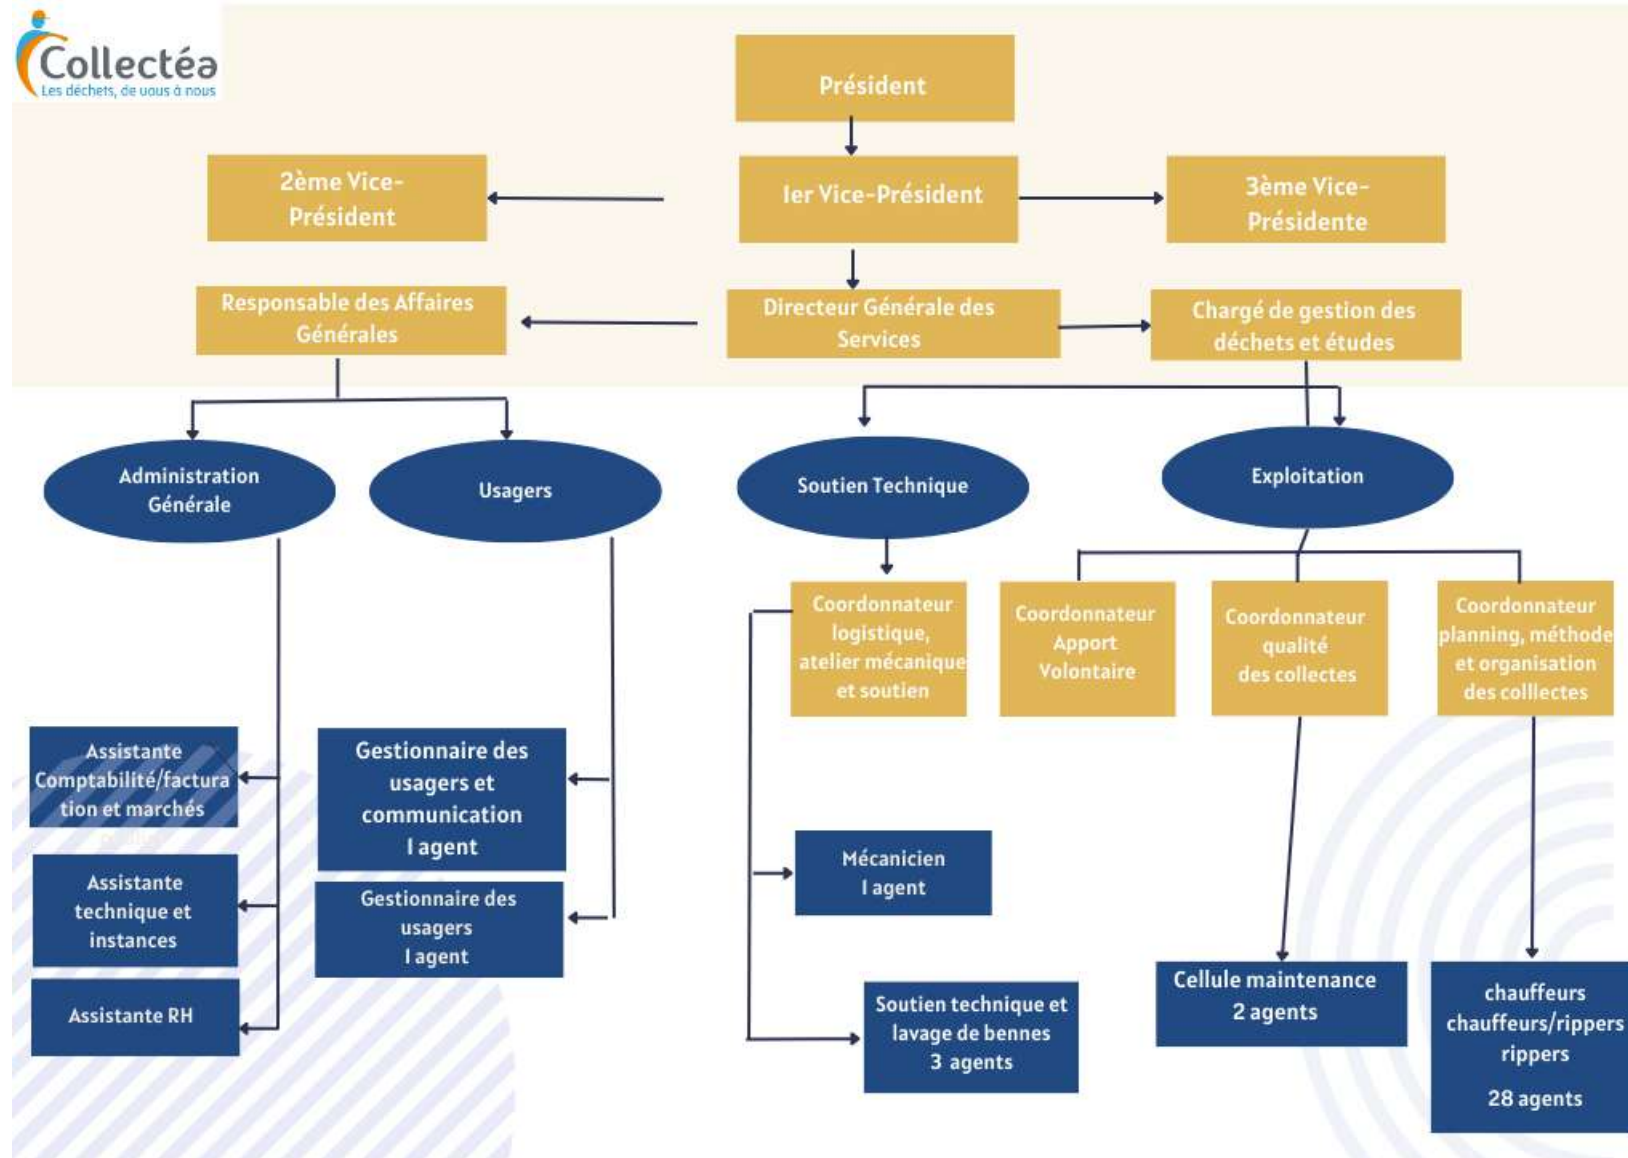 Collectéa
Les déchets, de vous à nous
Président
2ème Vice-
Président
1er Vice-Président
3ème Vice-
Présidente
Responsable des Affaires
Générales
Directeur Générale des
Services
Chargé de gestion des
déchets et études
Administration
Générale
Usagers
Soutien Technique
Exploitation
Coordonnateur
logistique,
atelier mécanique
et soutien
Coordonnateur
Apport
Volontaire
Coordonnateur
qualité
des collectes
Coordonnateur
planning, méthode
et organisation
des colllectes
Assistante
Comptabilité/factura
tion et marchés
Gestionnaire des
usagers et
communication
1 agent
Assistante
technique et
instances
Gestionnaire des
usagers
1 agent
Assistante RH
Mécanicien
1 agent
Soutien technique et
lavage de bennes
3 agents
Cellule maintenance
2 agents
chauffeurs
chauffeurs/rippers
rippers
28 agents